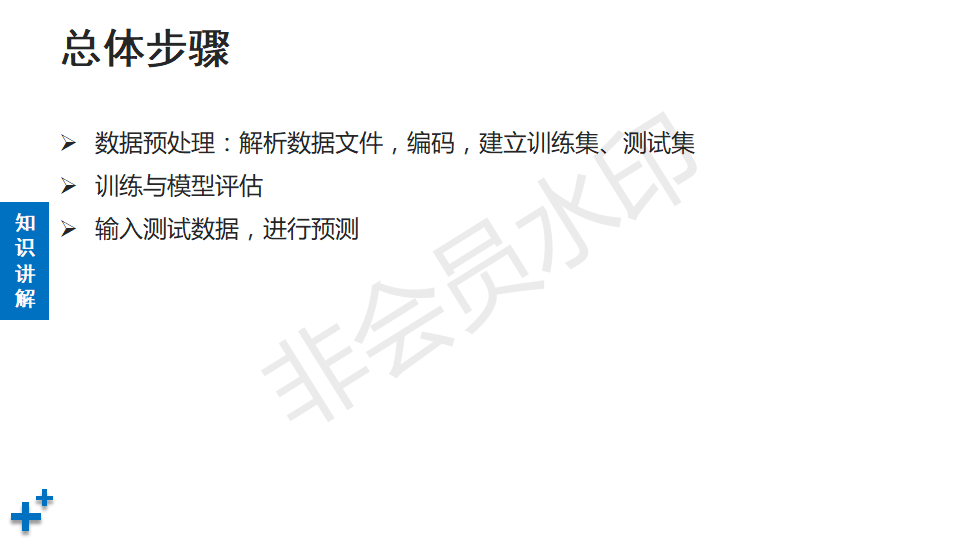 总体步骤
数据预处理：解析数据文件，编码，建立训练集、测试集
训练与模型评估
输入测试数据，进行预测
知
识
讲
解
非会员水印